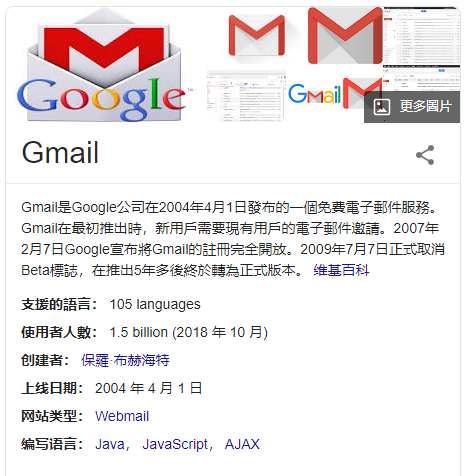 Google
Gmail
更多圖片
Gmail
Gmail是Google公司在2004年4月1日發布的一個免費電子郵件服務。
Gmail在最初推出時，新用戶需要現有用戶的電子郵件邀請。2007年
2月7日Google宣布將Gmail的註冊完全開放。2009年7月7日正式取消
Beta標誌，在推出5年多後終於轉為正式版本。 维基百科
支援的語言： 105 languages
使用者人數： 1.5 billion (2018 年 10 月)
创建者： 保羅·布赫海特
上线日期： 2004 年 4 月 1 日
网站类型： Webmail
编写语言： Java， JavaScript， AJAX